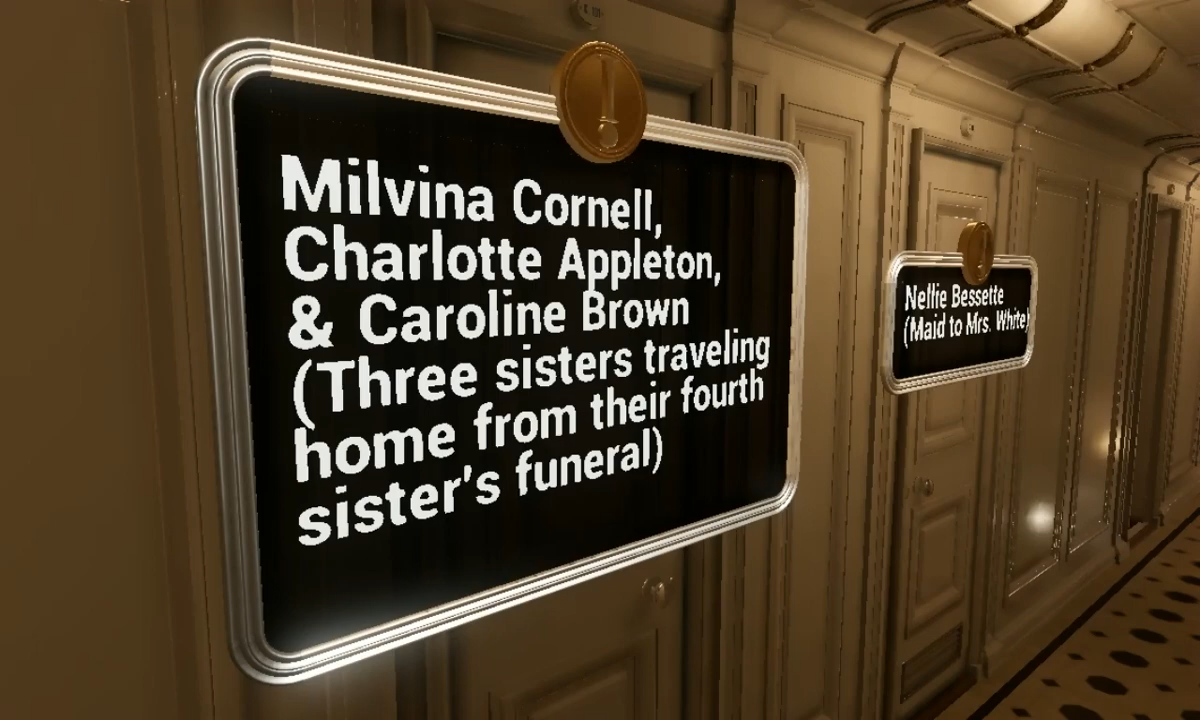 Milvina Cornell,
Charlotte Appleton,
& Caroline Brown
(Three sisters traveling
home from their fourth
sister's funeral)
Nellie Bessette
(Maid to Mrs. White)